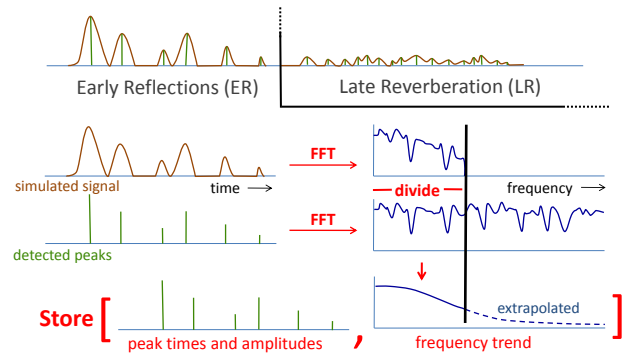 Early Reflections (ER)
Late Reverberation (LR)
simulated signal
time
FFT
divide
frequency
detected peaks
FFT
Store [
peak times and amplitudes
,
extrapolated
frequency trend
]